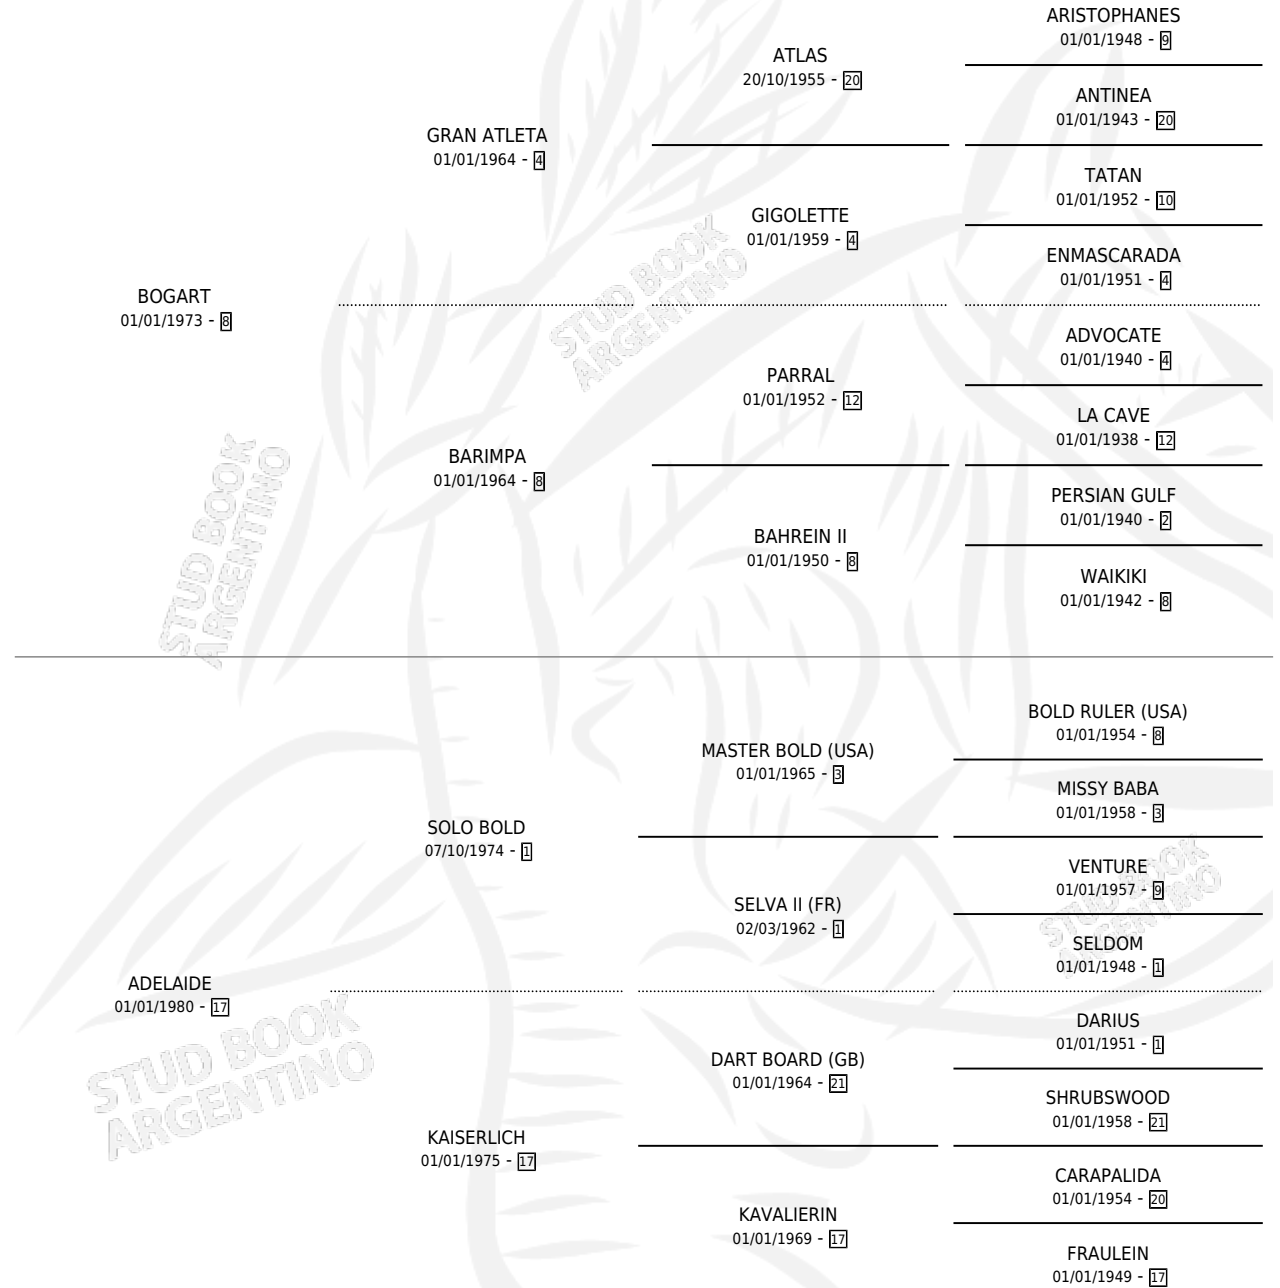 ARISTOPHANES
01/01/1948 - 9
ATLAS
20/10/1955 - 20
ANTINEA
01/01/1943 - 20
GRAN ATLETA
01/01/1964 - 4
TATAN
01/01/1952 - 10
GIGOLETTE
01/01/1959 - 4
ENMASCARADA
01/01/1951 - 4
BOGART
01/01/1973 - 8
STUD BOOK
ARGENTINO
ADVOCATE
01/01/1940 - 4
PARRAL
01/01/1952 - 12
LA CAVE
01/01/1938 - 12
BARIMPA
01/01/1964 - 8
PERSIAN GULF
01/01/1940 - 2
BAHREIN II
01/01/1950 - 8
WAIKIKI
01/01/1942 - 8
STUD BOOK
ARGENTINO
BOLD RULER (USA)
01/01/1954 - 8
MASTER BOLD (USA)
01/01/1965 - 3
MISSY BABA
01/01/1958 - 3
SOLO BOLD
07/10/1974 - 1
VENTURE
01/01/1957 - 9
SELVA II (FR)
02/03/1962 - 1
SELDOM
01/01/1948 - 1
STUD BOOK
ARGENTINO
ADELAIDE
01/01/1980 - 17
DARIUS
01/01/1951 - 1
DART BOARD (GB)
01/01/1964 - 21
SHRUBSWOOD
01/01/1958 - 21
STUD BOOK
ARGENTINO
KAISERLICH
01/01/1975 - 17
CARAPALIDA
01/01/1954 - 20
KAVALIERIN
01/01/1969 - 17
FRAULEIN
01/01/1949 - 17